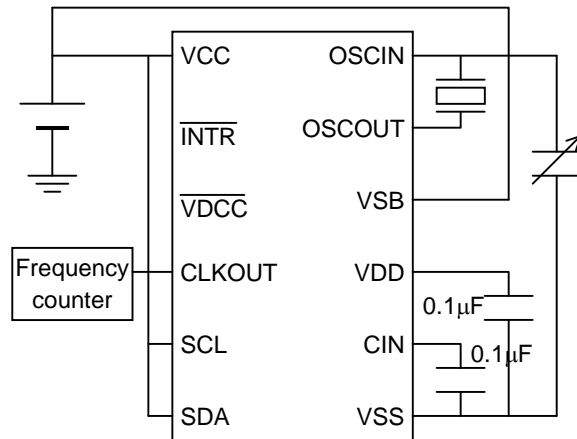 VCC
OSCIN
INTR
OSCOUT
VDCC
VSB
Frequency
counter
CLKOUT
VDD
0.1μF
SCL
CIN
0.1μF
SDA
VSS